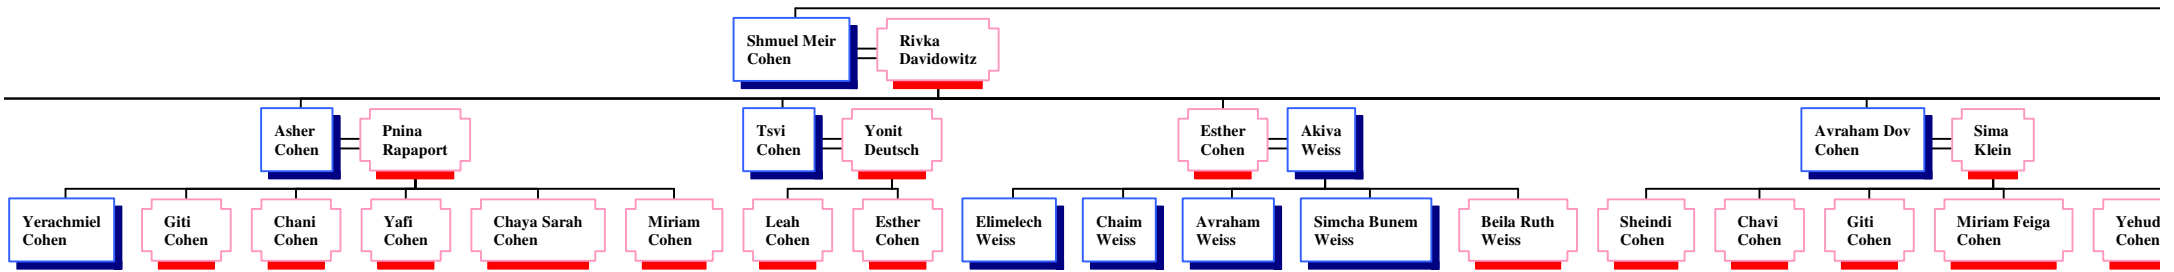 Shmuel Meir
Cohen
Rivka
Davidowitz
Asher
Cohen
Pnina
Rapaport
Tsvi
Cohen
Yonit
Deutsch
Esther
Cohen
Akiva
Weiss
Avraham Dov
Cohen
Sima
Klein
Yerachmiel
Cohen
Giti
Cohen
Chani
Cohen
Yafi
Cohen
Chaya Sarah
Cohen
Miriam
Cohen
Leah
Cohen
Esther
Cohen
Elimelech
Weiss
Chaim
Weiss
Avraham
Weiss
Simcha Bunem
Weiss
Beila Ruth
Weiss
Sheindi
Cohen
Chavi
Cohen
Giti
Cohen
Miriam Feiga
Cohen
Yehud
Cohen